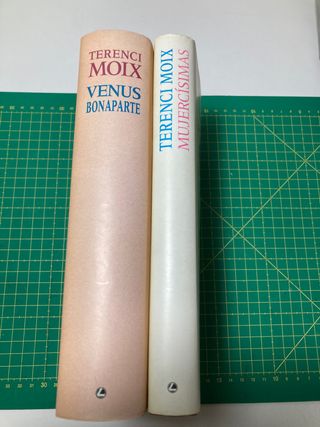 TERENCI
MOIX
VENUS
BONAPARTE
TERENCI MOIX
MUJERCÍSIMAS